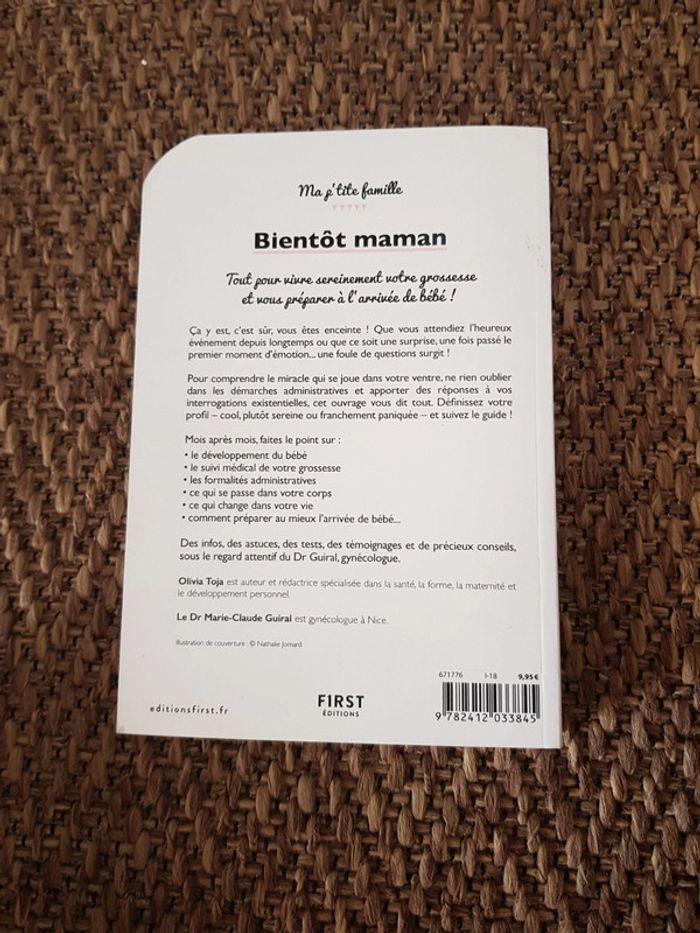 Ma p'tite famille
Bientôt maman
Tout pour vivre sereinement votre grossesse
et vous préparer à l'arrivée de bébé !
Ça y est, c'est sûr, vous êtes enceinte ! Que vous attendiez l'heureux
événement depuis longtemps ou que ce soit une surprise, une fois passé le
premier moment d'émotion... une foule de questions surgit !
Pour comprendre le miracle qui se joue dans votre ventre, ne rien oublier
dans les démarches administratives et apporter des réponses à vos
interrogations existentielles, cet ouvrage vous dit tout. Définissez votre
profil – cool, plutôt sereine ou franchement paniquée – et suivez le guide !
Mois après mois, faites le point sur :
• le développement du bébé
• le suivi médical de votre grossesse
• les formalités administratives
• ce qui se passe dans votre corps
• ce qui change dans votre vie
• comment préparer au mieux l'arrivée de bébé...
Des infos, des astuces, des tests, des témoignages et de précieux conseils,
sous le regard attentif du Dr Guiral, gynécologue.
Olivia Toja est auteur et rédactrice spécialisée dans la santé, la forme, la maternité et
le développement personnel.
Le Dr Marie-Claude Guiral est gynécologue à Nice.
Illustration de couverture : © Nathalie Jomard
671776 I-18 9,95 €
editionsfirst.fr
FIRST
ÉDITIONS
9 782412 033845